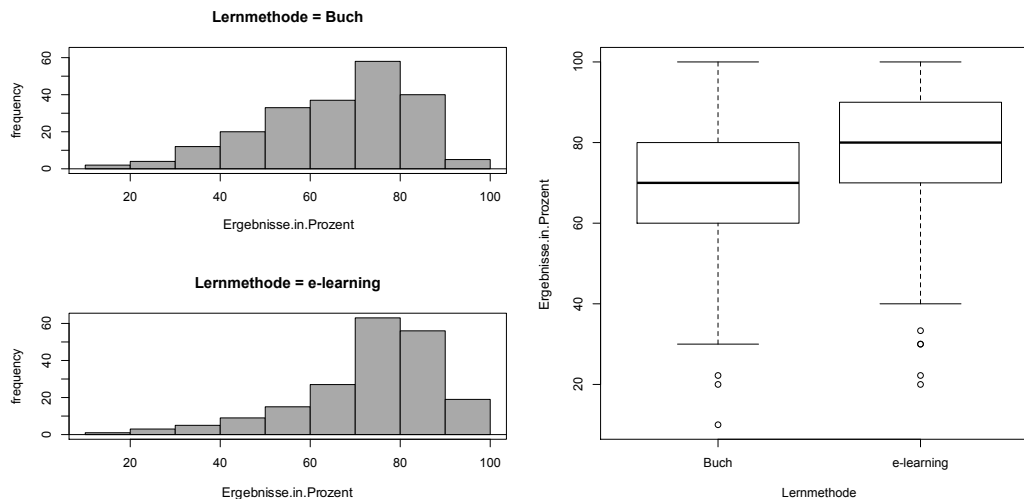 Lernmethode = Buch
frequency
0 20 40 60
20 40 60 80 100
Ergebnisse.in.Prozent
Lernmethode = e-learning
frequency
0 20 40 60
20 40 60 80 100
Ergebnisse.in.Prozent
Ergebnisse.in.Prozent
20 40 60 80 100
Buch e-learning
Lernmethode